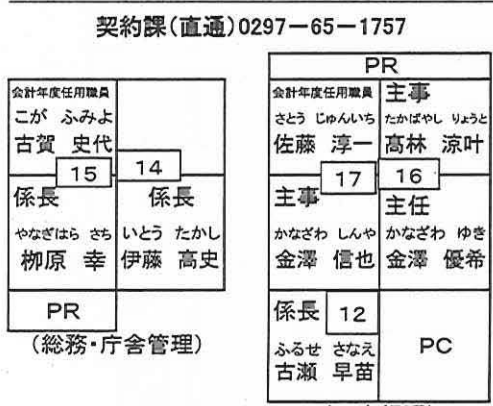 契約課(直通)0297-65-1757
会計年度任用職員
こが ふみよ
古賀 史代
15
14
係長
やなぎはら さち
栁原 幸
係長
いとう たかし
伊藤 高史
PR
(総務・庁舎管理)
PR
会計年度任用職員
さとう じゅんいち
佐藤 淳一
主事
たかばやし りょうと
髙林 涼叶
17
16
主事
かなざわ しんや
金澤 信也
主任
かなざわ ゆき
金澤 優希
係長
12
ふるせ さなえ
古瀬 早苗
PC